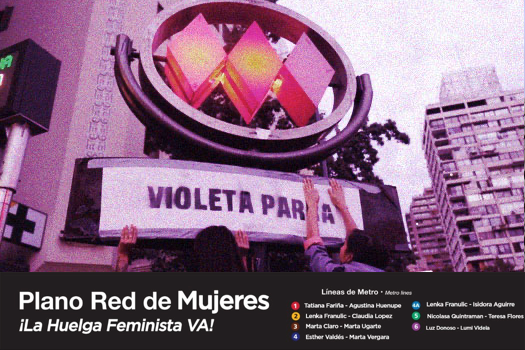 VIOLETA PARRA
Plano Red de Mujeres
¡La Huelga Feminista VA!
Líneas de Metro • Metro lines
1 Tatiana Fariña - Agustina Huenupe
2 Lenka Franulic - Claudia Lopez
3 Marta Claro - Marta Ugarte
4 Esther Valdés - Marta Vergara
4A Lenka Franulic - Isidora Aguirre
5 Nicolasa Quintraman - Teresa Flores
6 Luz Donoso - Lumi Videla